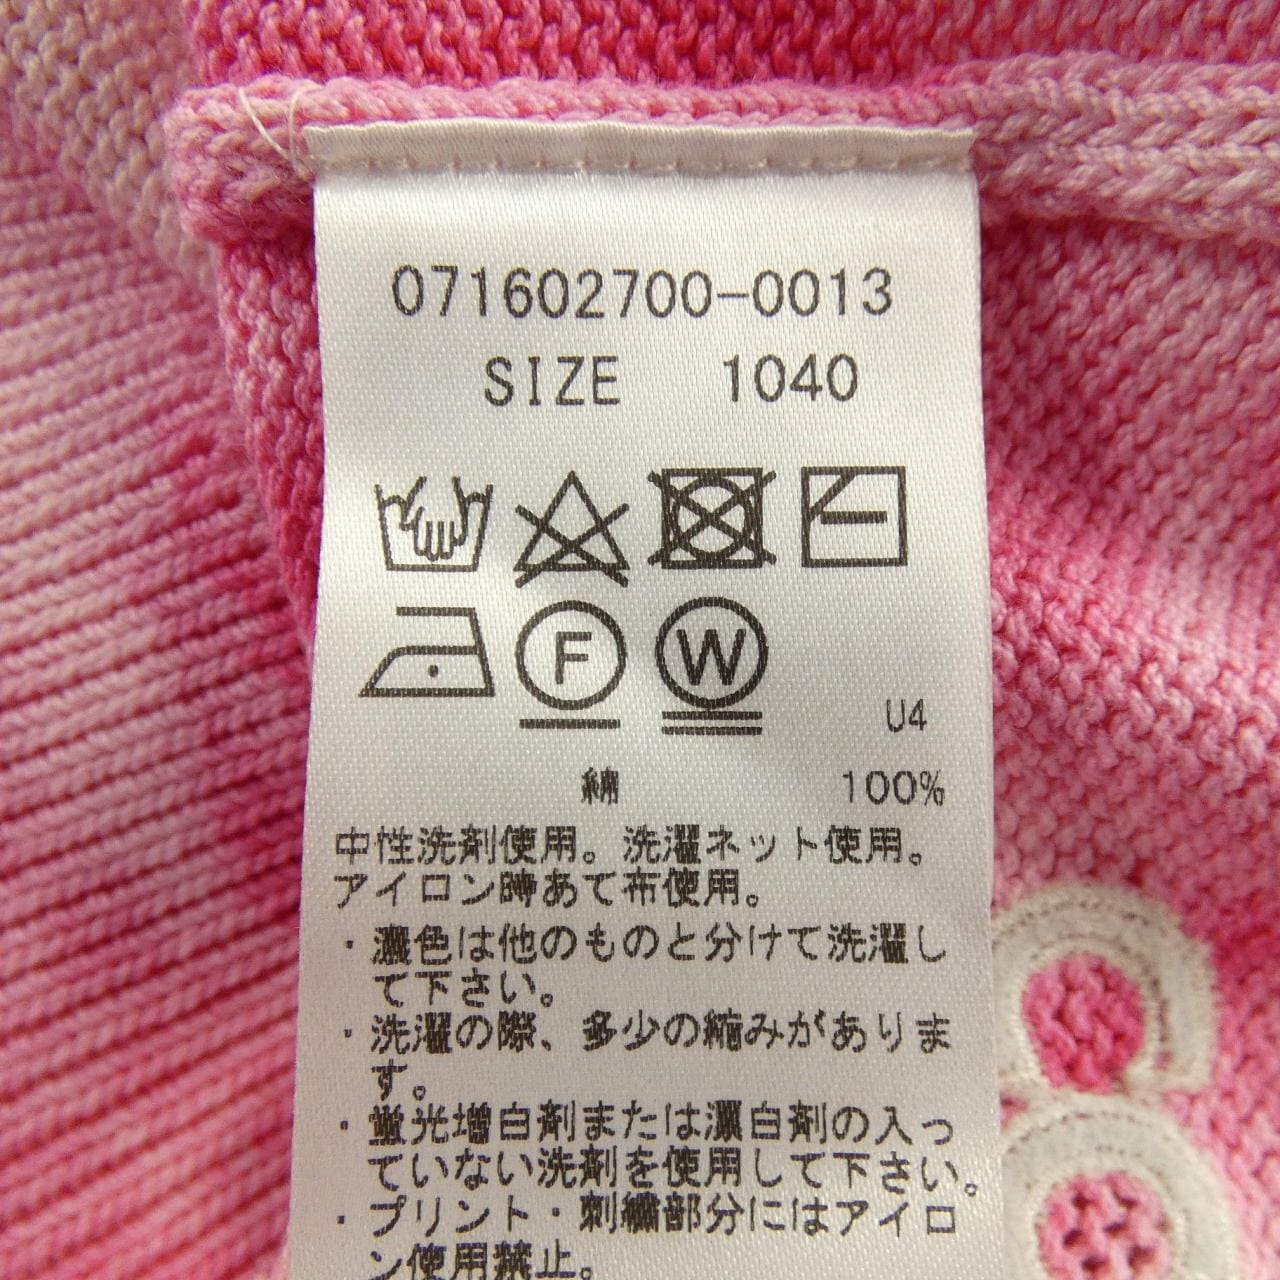 071602700-0013
SIZE 1040
F W
U4
綿 100%
中性洗剤使用。洗濯ネット使用。
アイロン時あて布使用。
・濃色は他のものと分けて洗濯し
て下さい。
・洗濯の際、多少の縮みがありま
す。
・蛍光増白剤または漂白剤の入っ
ていない洗剤を使用して下さい。
・プリント・刺繍部分にはアイロ
ン使用禁止。